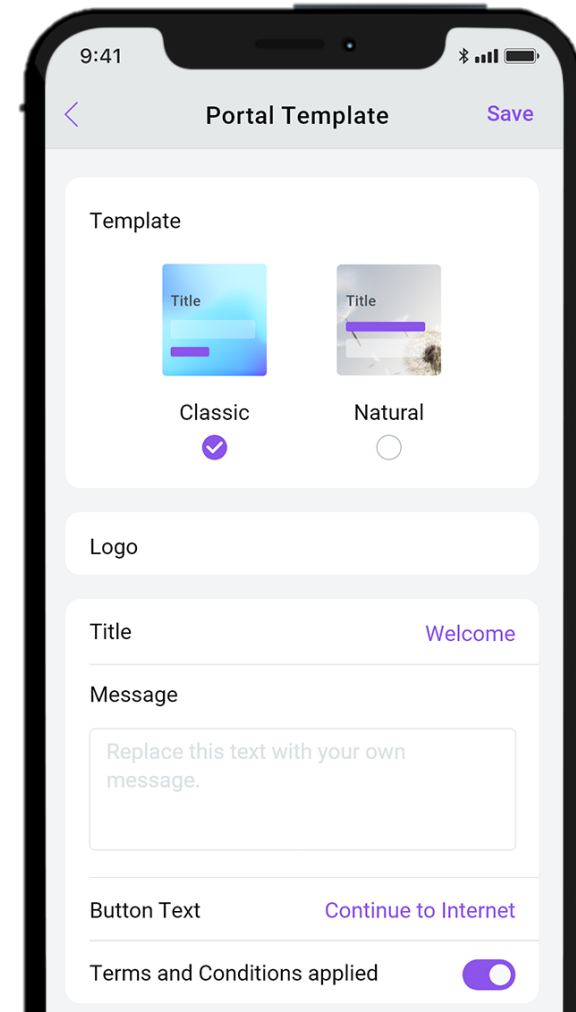 9:41
Portal Template
Save
Template
Title
Title
Classic
Natural
Logo
Title
Welcome
Message
Replace this text with your own
message.
Button Text
Continue to Internet
Terms and Conditions applied